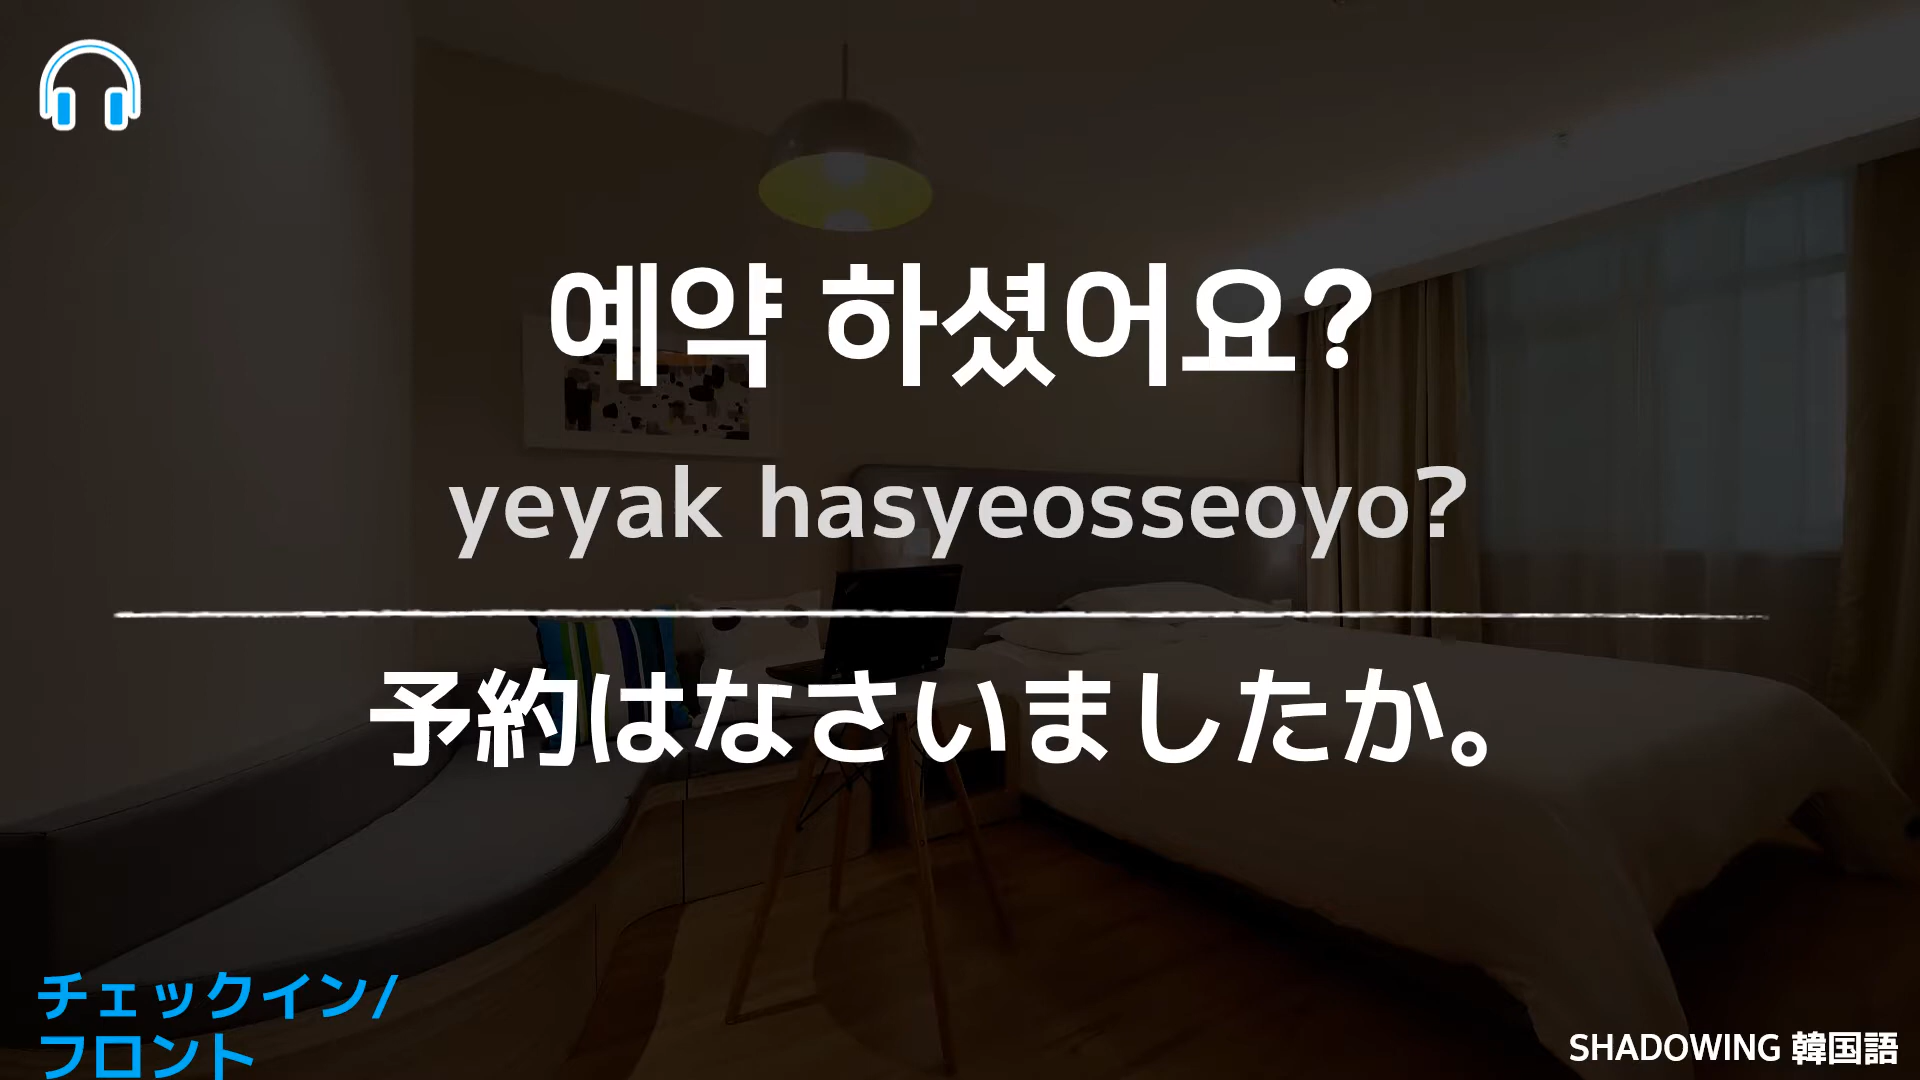 예약 하셨어요?
yeyak hasyeosseoyo?
予約はなさいましたか。
チェックイン/
フロント
SHADOWING 韓国語